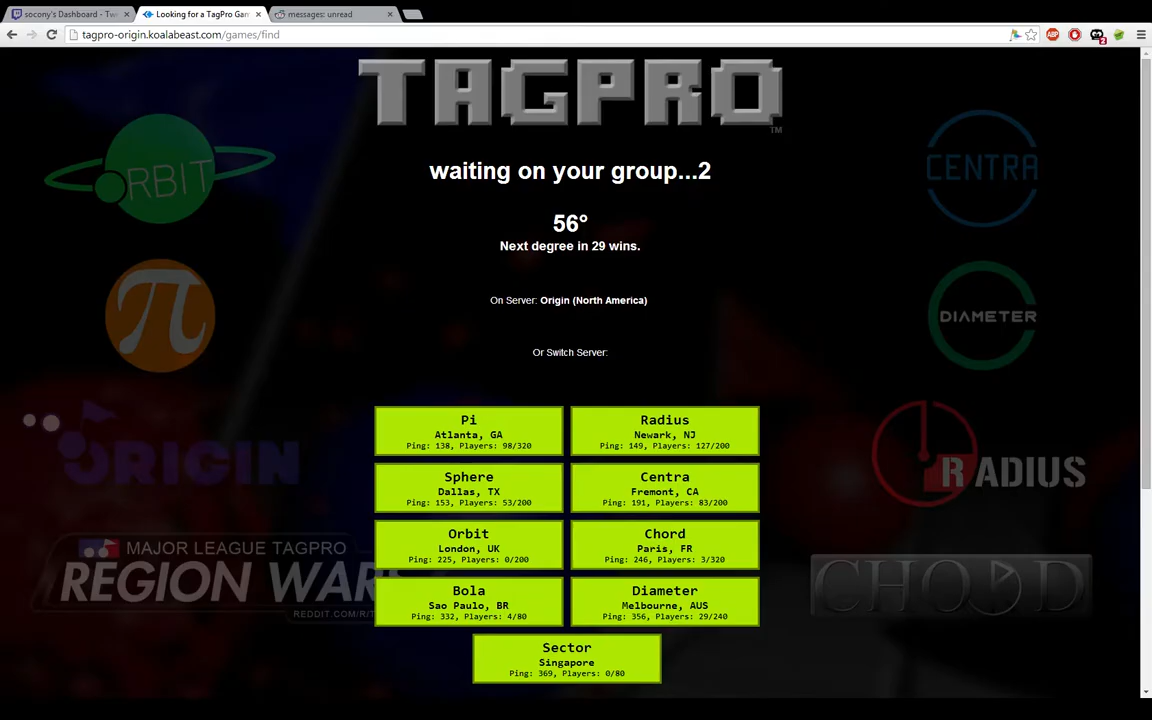 socony's Dashboard - Tw
Looking for a TagPro Gam
messages: unread
tagpro-origin.koalabeast.com/games/find
ABP
2
TAGPRO
TM
waiting on your group...2
56°
Next degree in 29 wins.
On Server: Origin (North America)
Or Switch Server:
ORBIT
π
ORIGIN
MAJOR LEAGUE TAGPRO
REGION WARS
REDDIT.COM/R/T
CENTRA
DIAMETER
RADIUS
CHORD
Pi
Atlanta, GA
Ping: 138, Players: 98/320
Radius
Newark, NJ
Ping: 149, Players: 127/200
Sphere
Dallas, TX
Ping: 153, Players: 53/200
Centra
Fremont, CA
Ping: 191, Players: 83/200
Orbit
London, UK
Ping: 225, Players: 0/200
Chord
Paris, FR
Ping: 246, Players: 3/320
Bola
Sao Paulo, BR
Ping: 332, Players: 4/80
Diameter
Melbourne, AUS
Ping: 356, Players: 29/240
Sector
Singapore
Ping: 369, Players: 0/80